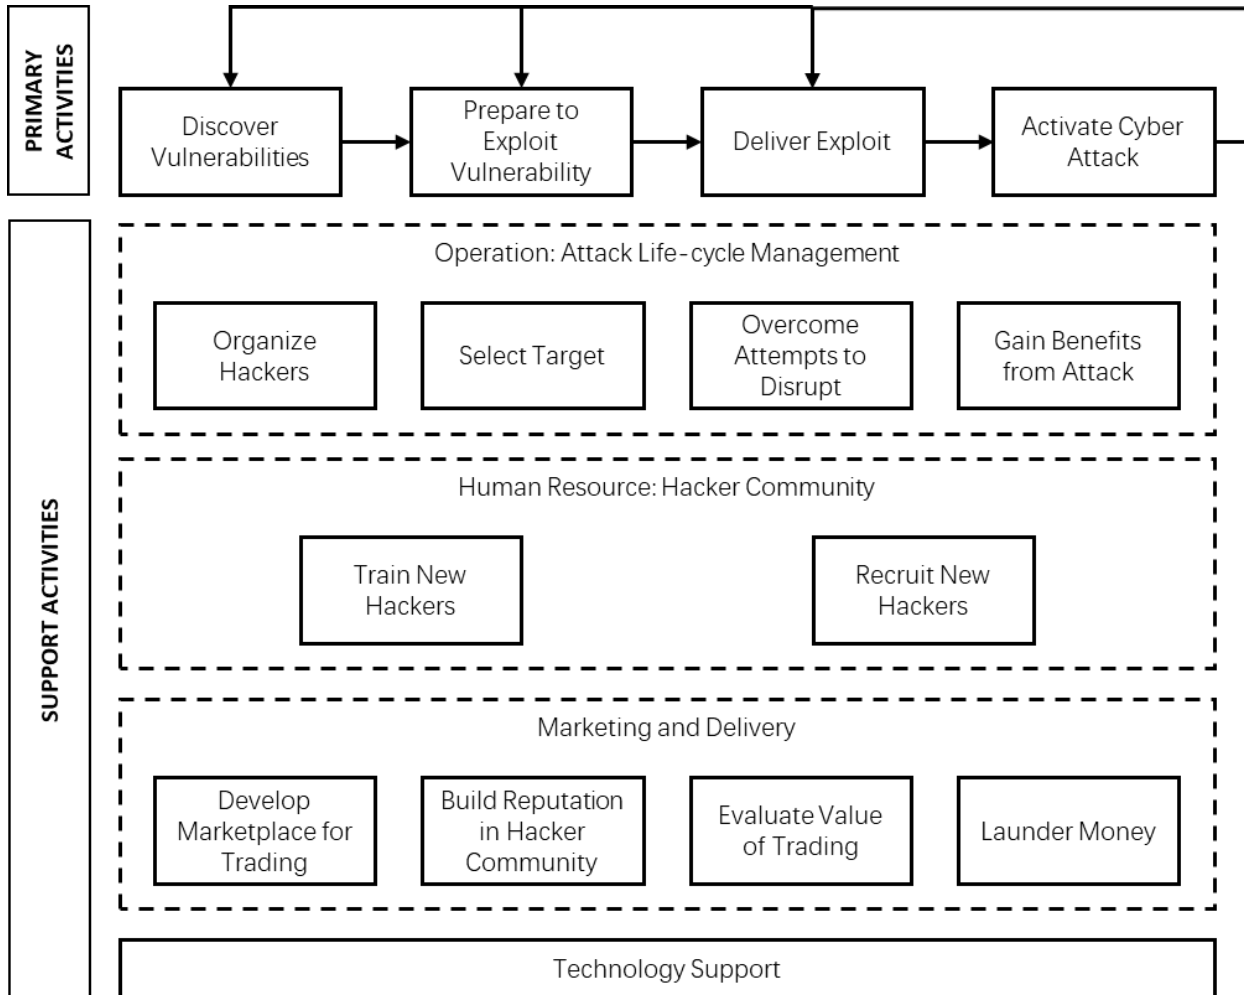 PRIMARY
ACTIVITIES
Discover
Vulnerabilities
Prepare to
Exploit
Vulnerability
Deliver Exploit
Activate Cyber
Attack
SUPPORT ACTIVITIES
Operation: Attack Life-cycle Management
Organize
Hackers
Select Target
Overcome
Attempts to
Disrupt
Gain Benefits
from Attack
Human Resource: Hacker Community
Train New
Hackers
Recruit New
Hackers
Marketing and Delivery
Develop
Marketplace for
Trading
Build Reputation
in Hacker
Community
Evaluate Value
of Trading
Launder Money
Technology Support